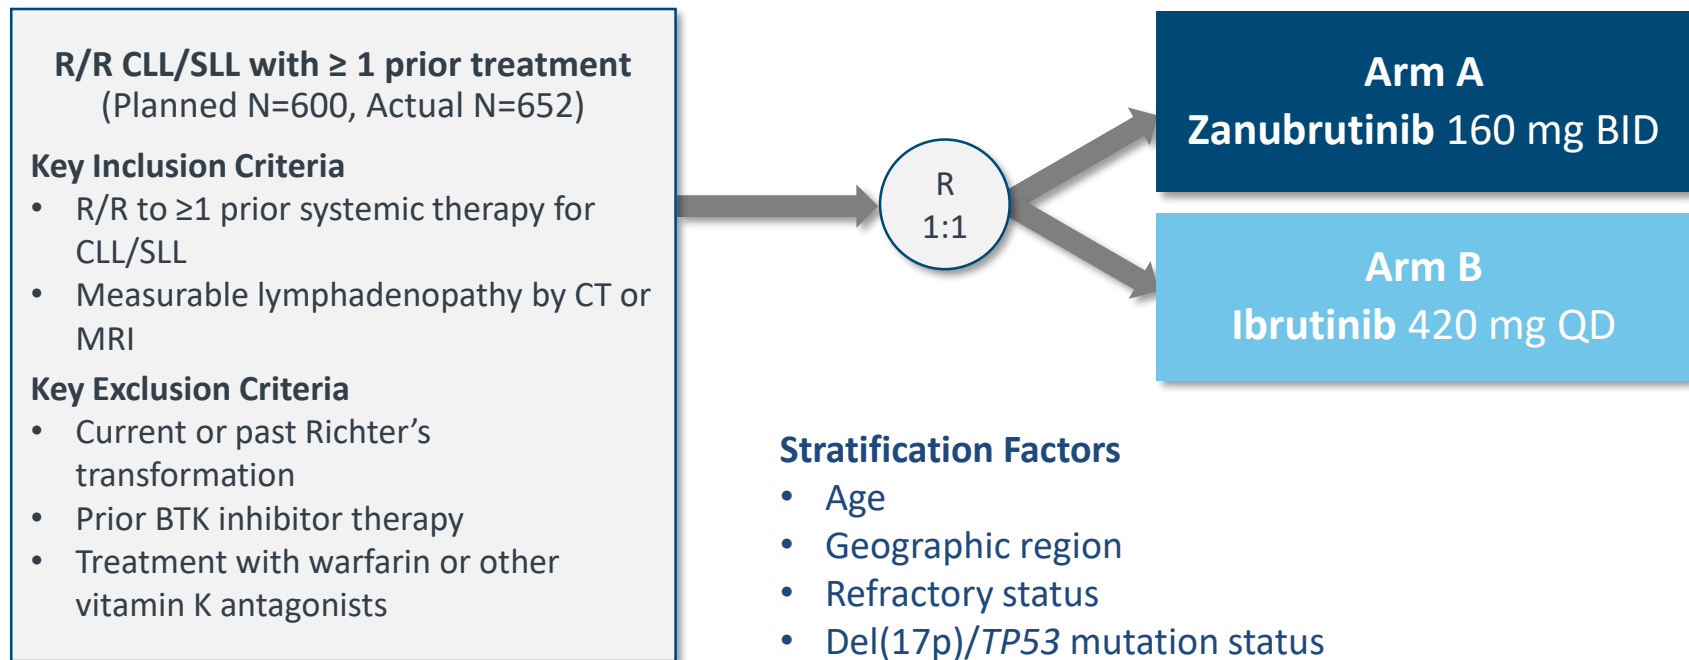 R/R CLL/SLL with ≥ 1 prior treatment
(Planned N=600, Actual N=652)
Key Inclusion Criteria
• R/R to ≥1 prior systemic therapy for
CLL/SLL
• Measurable lymphadenopathy by CT or
MRI
Key Exclusion Criteria
• Current or past Richter’s
transformation
• Prior BTK inhibitor therapy
• Treatment with warfarin or other
vitamin K antagonists
R
1:1
Arm A
Zanubrutinib 160 mg BID
Arm B
Ibrutinib 420 mg QD
Stratification Factors
• Age
• Geographic region
• Refractory status
• Del(17p)/TP53 mutation status